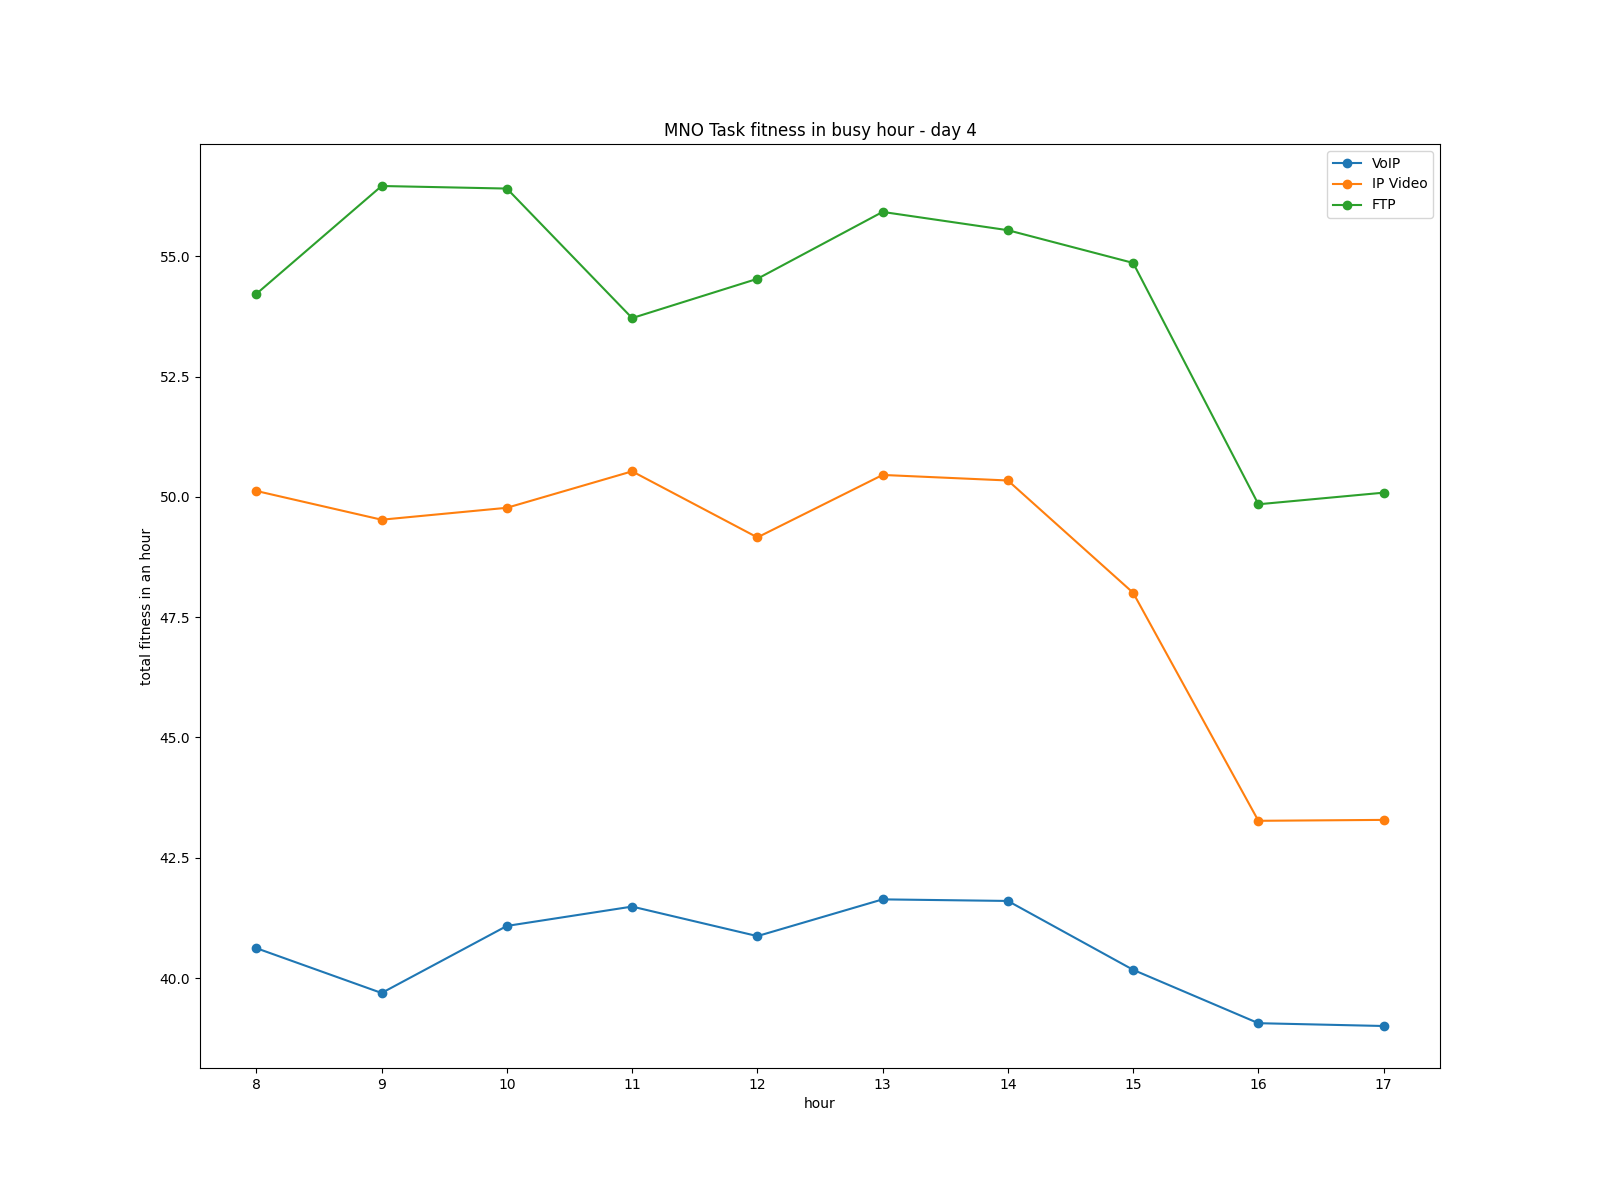 MNO Task fitness in busy hour - day 4
VoIP
IP Video
FTP
55.0
52.5
50.0
47.5
45.0
42.5
40.0
total fitness in an hour
8 9 10 11 12 13 14 15 16 17
hour